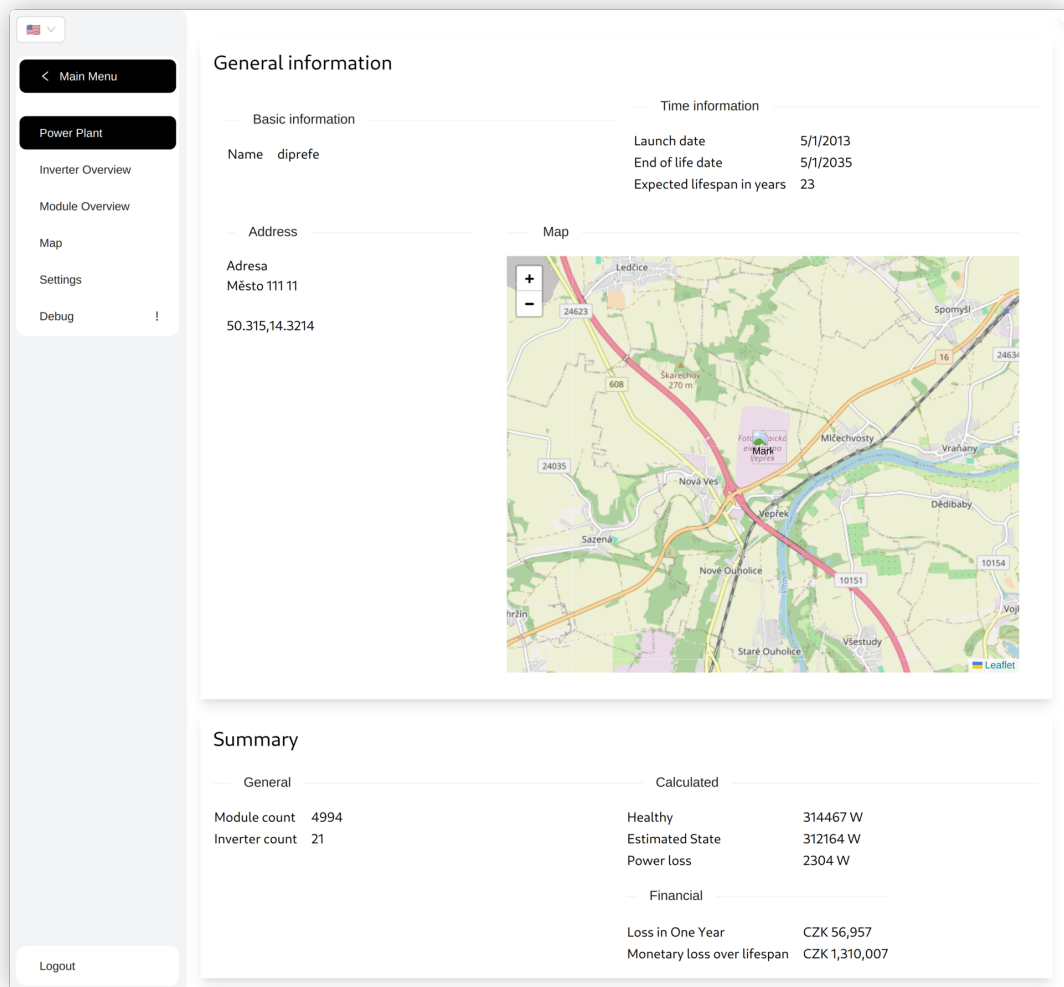 Main Menu
Power Plant
Inverter Overview
Module Overview
Map
Settings
Debug !
Logout
General information
Basic information
Name diprefe
Time information
Launch date 5/1/2013
End of life date 5/1/2035
Expected lifespan in years 23
Address
Adresa
Město 111 11
50.315,14.3214
Map
+
−
Ledčice
24623
Spomyšl
16
24634
Škarechov
270 m
608
Mark
Vepřek
Mlčechvosty
Vraňany
24035
Nová Ves
Dědibaby
Vepřek
Sazená
Nové Ouholice
10154
10151
Všestudy
Staré Ouholice
Leaflet
Summary
General
Module count 4994
Inverter count 21
Calculated
Healthy 314467 W
Estimated State 312164 W
Power loss 2304 W
Financial
Loss in One Year CZK 56,957
Monetary loss over lifespan CZK 1,310,007